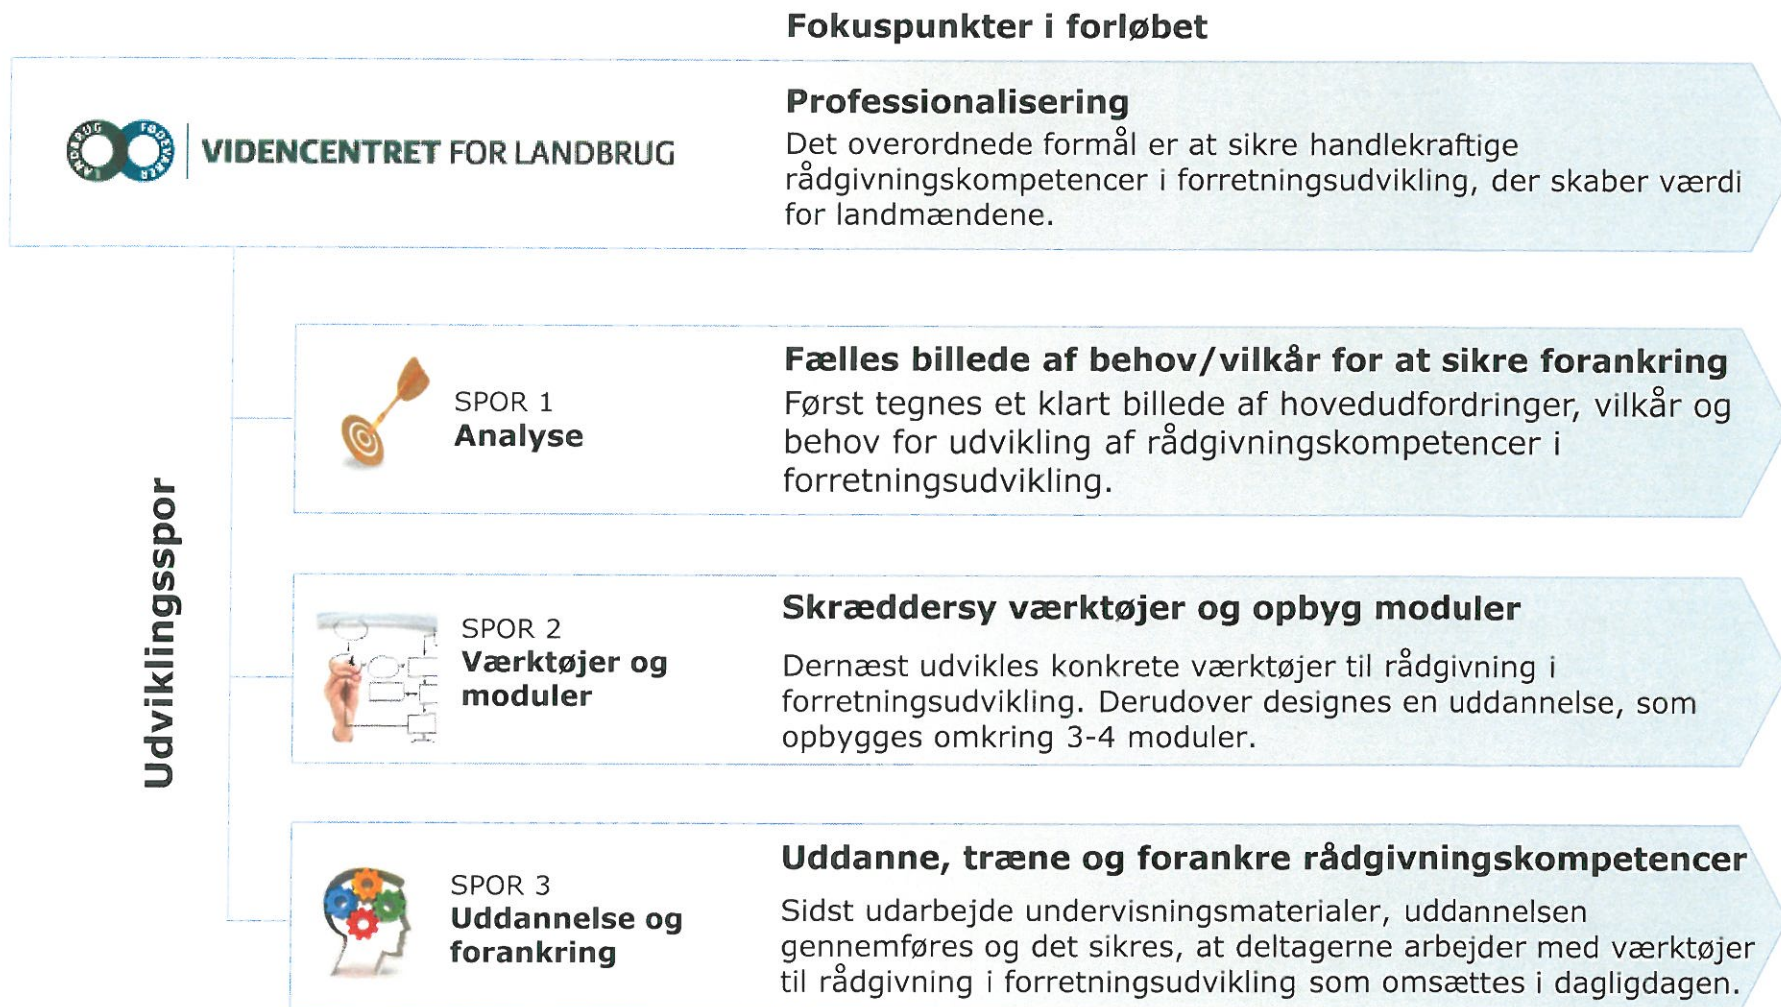 Fokuspunkter i forløbet
LANDBRUG FØDEVARER
VIDENCENTRET FOR LANDBRUG
Professionalisering
Det overordnede formål er at sikre handlekraftige
rådgivningskompetencer i forretningsudvikling, der skaber værdi
for landmændene.
Udviklingsspor
SPOR 1
Analyse
Fælles billede af behov/vilkår for at sikre forankring
Først tegnes et klart billede af hovedudfordringer, vilkår og
behov for udvikling af rådgivningskompetencer i
forretningsudvikling.
SPOR 2
Værktøjer og
moduler
Skræddersy værktøjer og opbyg moduler
Dernæst udvikles konkrete værktøjer til rådgivning i
forretningsudvikling. Derudover designes en uddannelse, som
opbygges omkring 3-4 moduler.
SPOR 3
Uddannelse og
forankring
Uddanne, træne og forankre rådgivningskompetencer
Sidst udarbejde undervisningsmaterialer, uddannelsen
gennemføres og det sikres, at deltagerne arbejder med værktøjer
til rådgivning i forretningsudvikling som omsættes i dagligdagen.